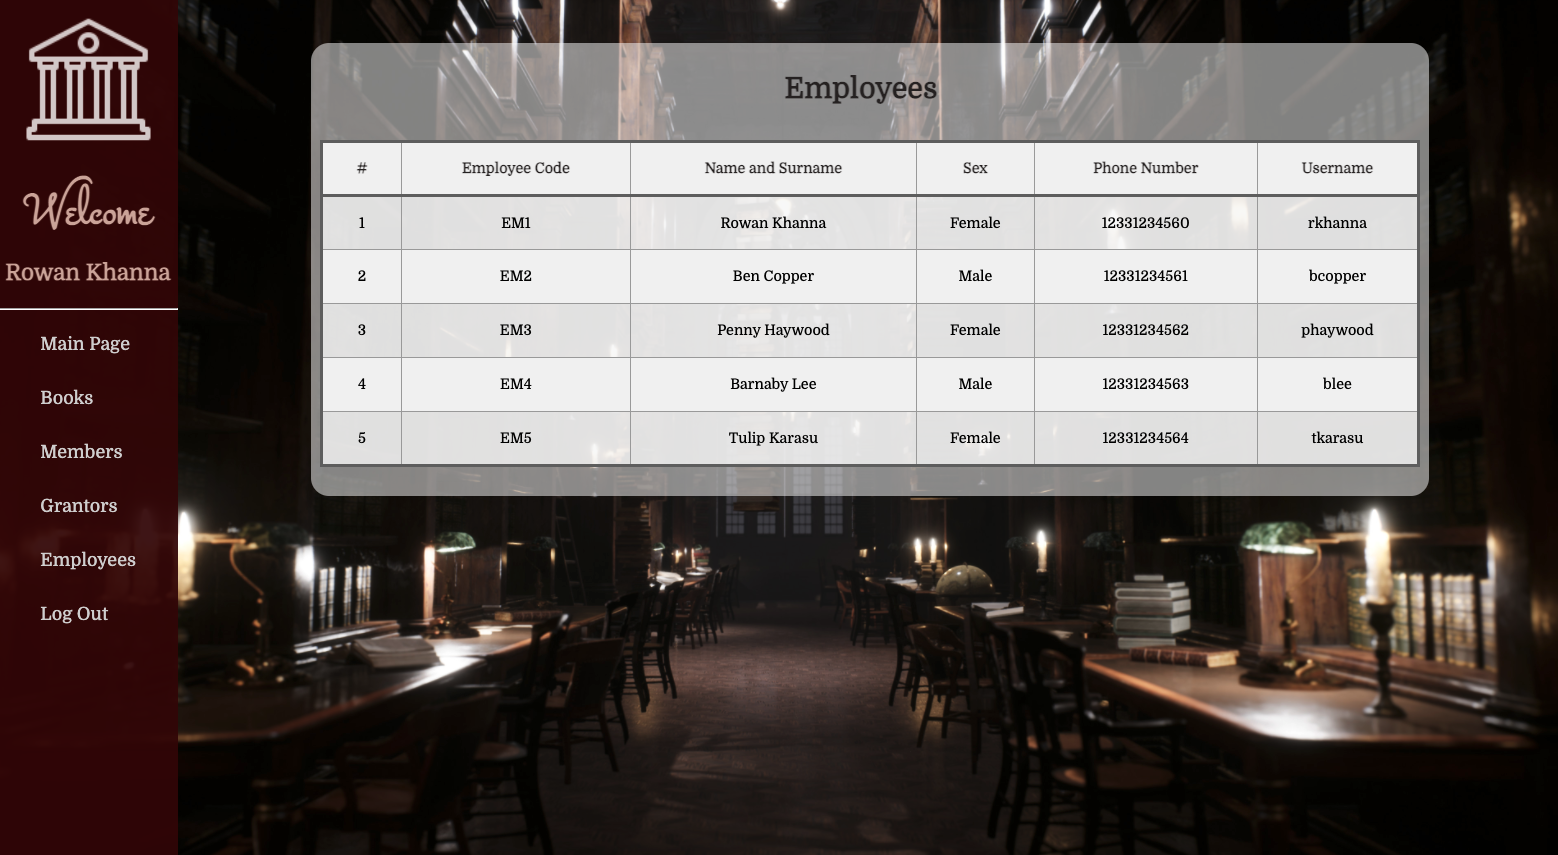 Welcome
Rowan Khanna
Main Page
Books
Members
Grantors
Employees
Log Out
Employees
# Employee Code Name and Surname Sex Phone Number Username
1 EM1 Rowan Khanna Female 12331234560 rkhanna
2 EM2 Ben Copper Male 12331234561 bcopper
3 EM3 Penny Haywood Female 12331234562 phaywood
4 EM4 Barnaby Lee Male 12331234563 blee
5 EM5 Tulip Karasu Female 12331234564 tkarasu